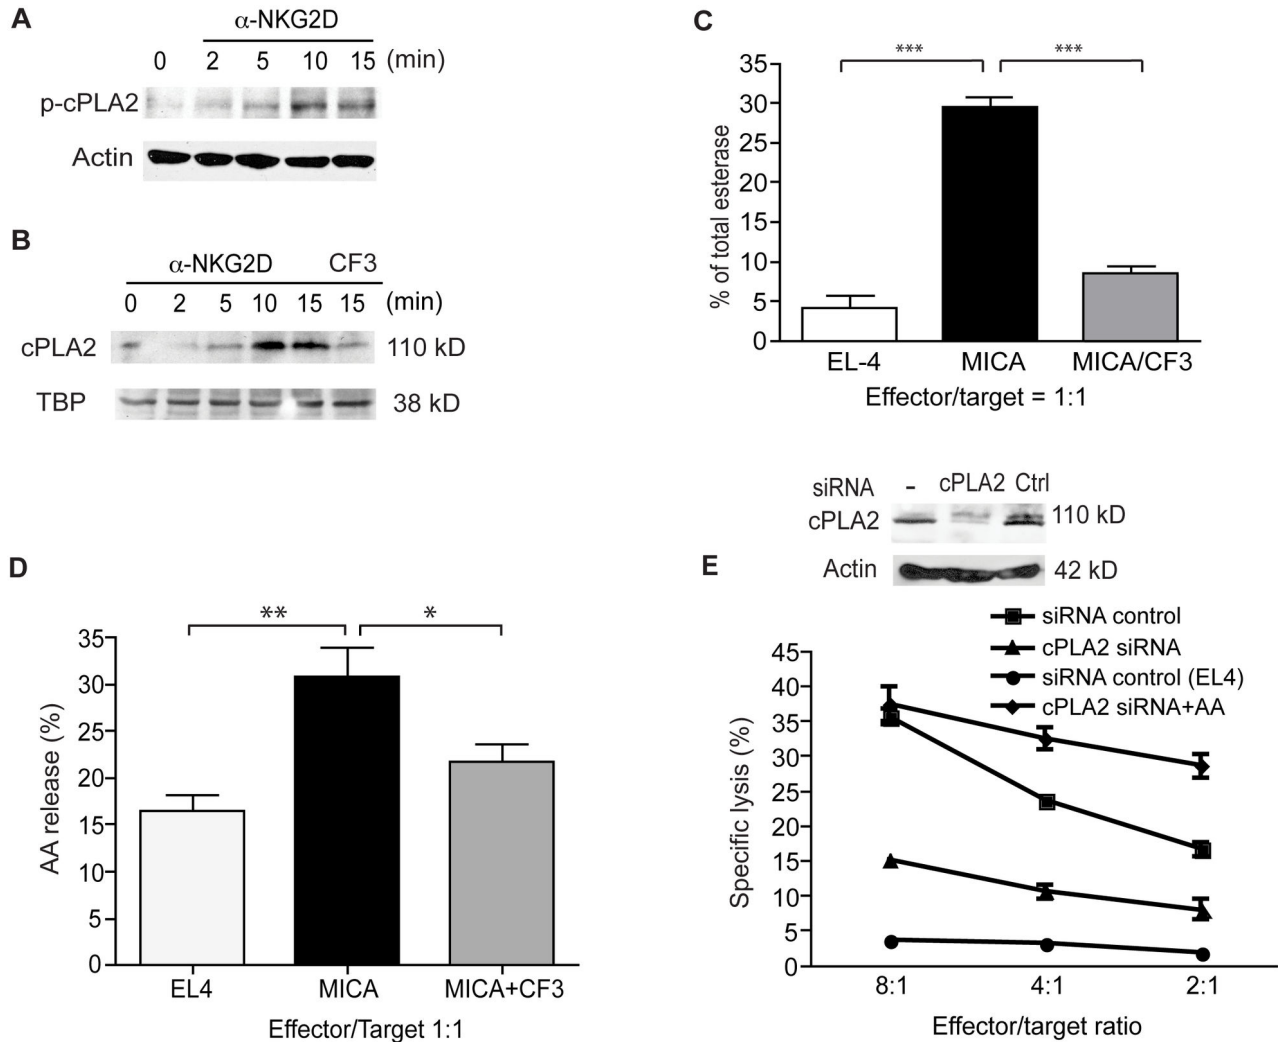 A
α-NKG2D
0 2 5 10 15 (min)
p-cPLA2
Actin
B
α-NKG2D CF3
0 2 5 10 15 15 (min)
cPLA2 110 kD
TBP 38 kD
C
*** ***
35
30
25
20
15
10
5
0
% of total esterase
EL-4 MICA MICA/CF3
Effector/target = 1:1
D
** *
35
30
25
20
15
10
5
0
AA release (%)
EL4 MICA MICA+CF3
Effector/Target 1:1
siRNA - cPLA2 Ctrl
cPLA2 110 kD
E
Actin 42 kD
siRNA control
cPLA2 siRNA
siRNA control (EL4)
cPLA2 siRNA+AA
45
40
35
30
25
20
15
10
5
0
Specific lysis (%)
8:1 4:1 2:1
Effector/target ratio